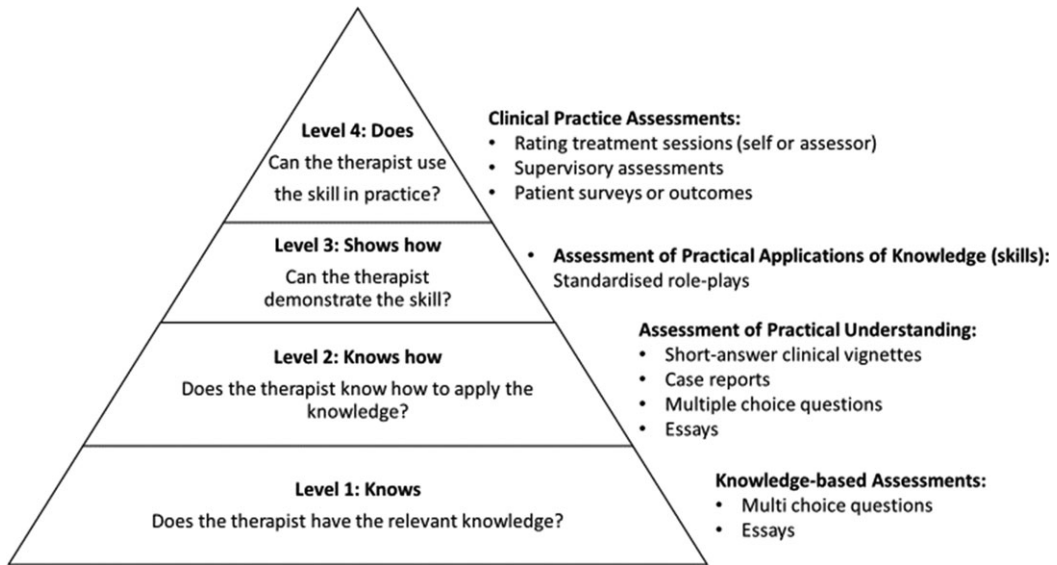 Level 4: Does
Can the therapist use
the skill in practice?
Clinical Practice Assessments:
• Rating treatment sessions (self or assessor)
• Supervisory assessments
• Patient surveys or outcomes
Level 3: Shows how
Can the therapist
demonstrate the skill?
• Assessment of Practical Applications of Knowledge (skills):
Standardised role-plays
Level 2: Knows how
Does the therapist know how to apply the
knowledge?
Assessment of Practical Understanding:
• Short-answer clinical vignettes
• Case reports
• Multiple choice questions
• Essays
Level 1: Knows
Does the therapist have the relevant knowledge?
Knowledge-based Assessments:
• Multi choice questions
• Essays